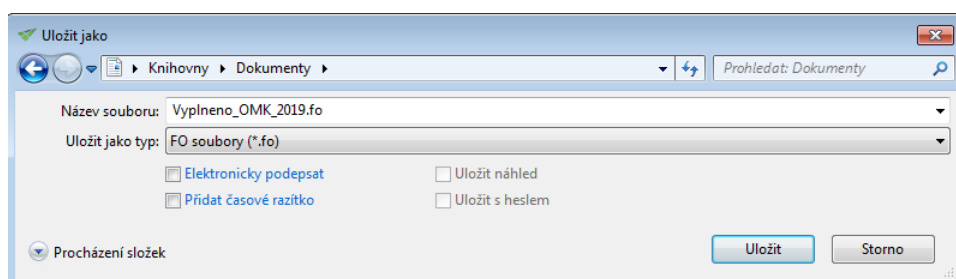 Uložit jako
Knihovny Dokumenty Prohledat: Dokumenty
Název souboru: Vyplneno_OMK_2019.fo
Uložit jako typ: FO soubory (*.fo)
Elektronicky podepsat Uložit náhled
Přidat časové razítko Uložit s heslem
Procházení složek Uložit Storno